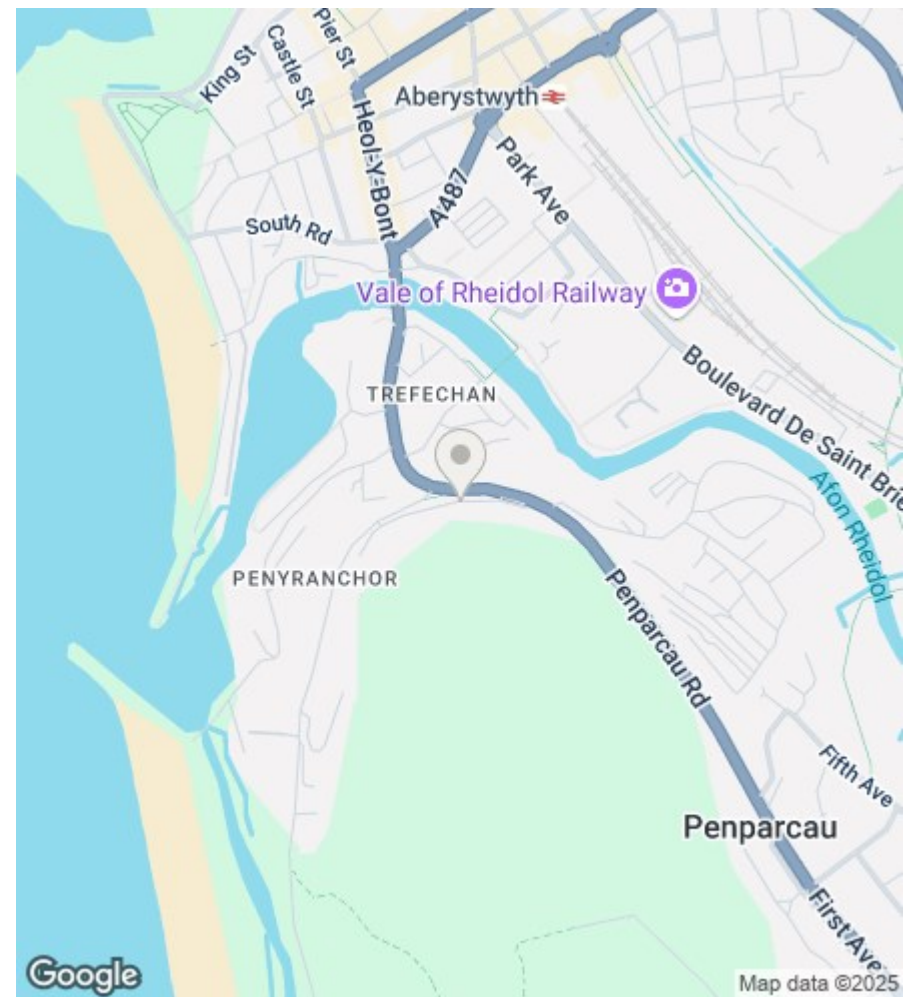 Pier St
Castle St
King St
Aberystwyth
Heol-Y-Bont
Park Ave
A487
South Rd
Vale of Rheidol Railway
TREFECHAN
Boulevard De Saint Brie
Afon Rheidol
PENYRANCHOR
Penparcau Rd
Fifth Ave
Penparcau
First Ave
Google
Map data ©2025